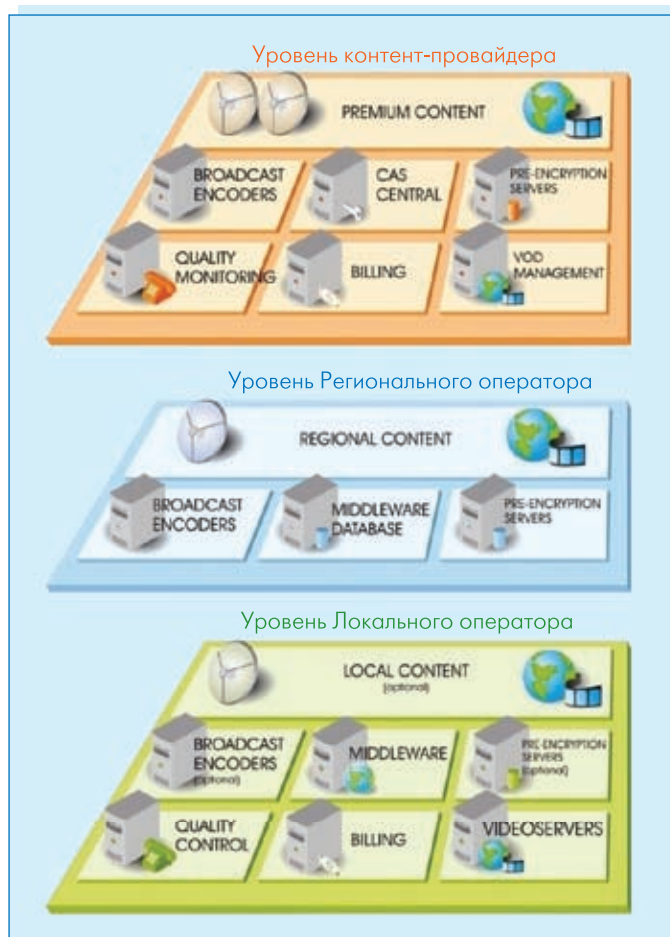 Уровень контент-провайдера
PREMIUM CONTENT
BROADCAST
ENCODERS
CAS
CENTRAL
PRE-ENCRYPTION
SERVERS
QUALITY
MONITORING
BILLING
VOD
MANAGEMENT
Уровень Регионального оператора
REGIONAL CONTENT
BROADCAST
ENCODERS
MIDDLEWARE
DATABASE
PRE-ENCRYPTION
SERVERS
Уровень Локального оператора
LOCAL CONTENT
(optional)
BROADCAST
ENCODERS
(optional)
MIDDLEWARE
PRE-ENCRYPTION
SERVERS
(optional)
QUALITY
CONTROL
BILLING
VIDEOSERVERS